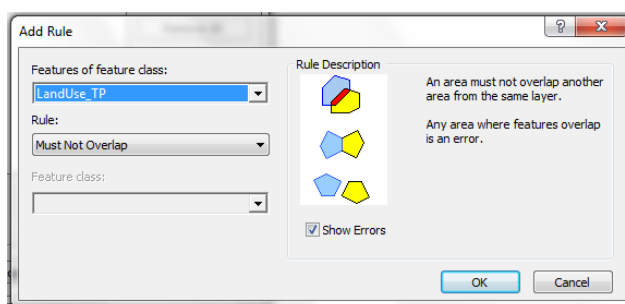 Add Rule
Features of feature class:
LandUse_TP
Rule:
Must Not Overlap
Feature class:
Rule Description
An area must not overlap another
area from the same layer.
Any area where features overlap
is an error.
Show Errors
OK
Cancel